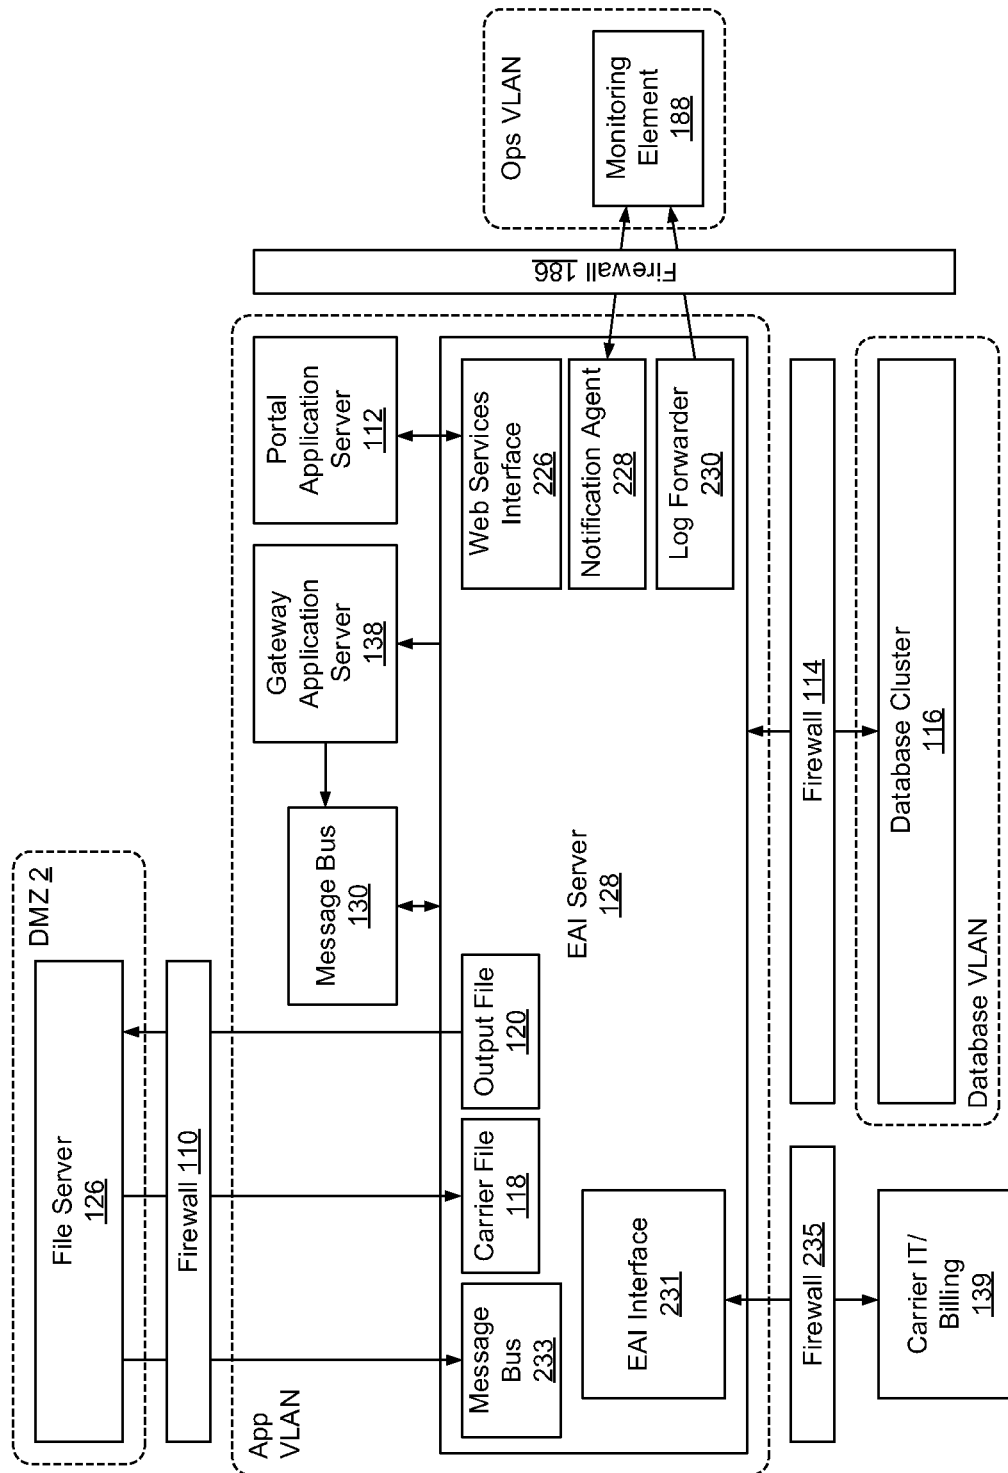 DMZ 2
File Server
126
Firewall 110
App
VLAN
Message
Bus
233
Carrier File
118
Output File
120
Message Bus
130
Gateway
Application
Server
138
Portal
Application
Server
112
EAI Interface
231
EAI Server
128
Web Services
Interface
226
Notification Agent
228
Log Forwarder
230
Firewall 186
Ops VLAN
Monitoring
Element
188
Firewall 235
Carrier IT/
Billing
139
Firewall 114
Database Cluster
116
Database VLAN